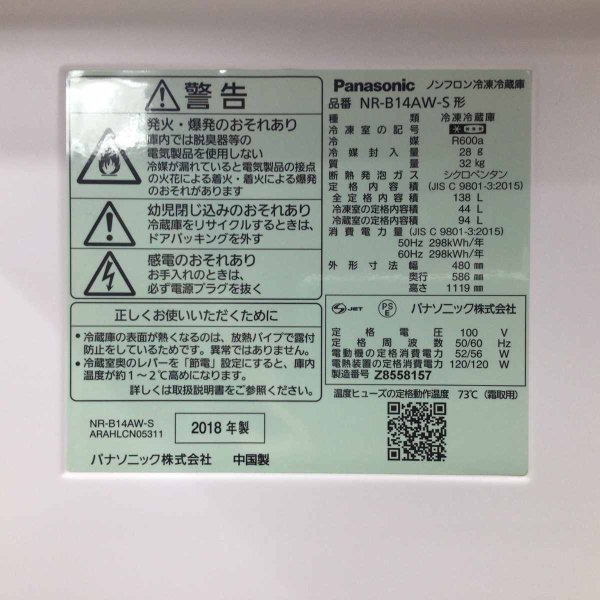 警告
発火・爆発のおそれあり
庫内では脱臭器等の
電気製品を使用しない
冷媒が漏れていると電気製品の接点
の火花による着火・着火による爆発
のおそれがあります
幼児閉じ込みのおそれあり
冷蔵庫をリサイクルするときは、
ドアパッキングを外す
感電のおそれあり
お手入れのときは、
必ず電源プラグを抜く
正しくお使いいただくために
•冷蔵庫の表面が熱くなるのは、放熱パイプで露付
防止をしているためです。異常ではありません。
•冷蔵室奥のレバーを「節電」設定にすると、庫内
温度が約1〜2℃高めになります。
詳しくは取扱説明書をご参照ください。
NR-B14AW-S
ARAHLCN05311
2018 年製
パナソニック株式会社 中国製
Panasonic ノンフロン冷凍冷蔵庫
品番 NR-B14AW-S 形
種類 冷凍冷蔵庫
冷凍室の記号
冷媒 R600a
冷媒封入量 28 g
質量 32 kg
断熱発泡ガス シクロペンタン
定格内容積 (JIS C 9801-3:2015)
全定格内容積 138 L
冷凍室の定格内容積 44 L
冷蔵室の定格内容積 94 L
消費電力量 (JIS C 9801-3:2015)
50Hz 298kWh/年
60Hz 298kWh/年
外形寸法 幅 480 mm
奥行 586 mm
高さ 1119 mm
S JET PS E パナソニック株式会社
定格電圧 100 V
定格周波数 50/60 Hz
電動機の定格消費電力 52/56 W
電熱装置の定格消費電力 120/120 W
製造番号 Z8558157
温度ヒューズの定格動作温度 73℃ (霜取用)